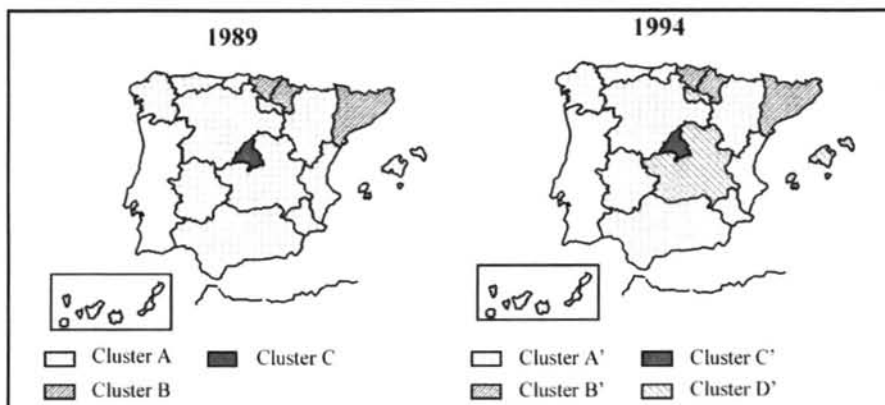 1989
1994
Cluster A
Cluster C
Cluster B
Cluster A'
Cluster C'
Cluster B'
Cluster D'